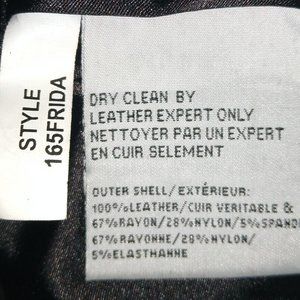 STYLE
165FRIDA
DRY CLEAN BY
LEATHER EXPERT ONLY
NETTOYER PAR UN EXPERT
EN CUIR SELEMENT
OUTER SHELL/EXTÉRIEUR:
100%LEATHER/CUIR VERITABLE &
67%RAYON/28%NYLON/5%SPAND
67%RAYONNE/28%NYLON/
5%ELASTHANNE